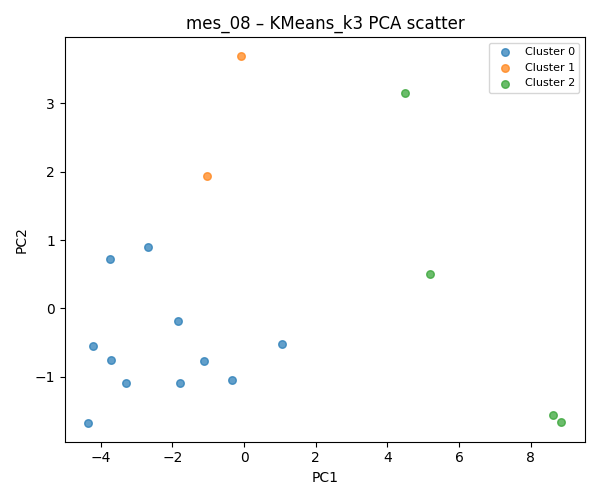 mes_08 – KMeans_k3 PCA scatter
Cluster 0
Cluster 1
Cluster 2
PC2
3
2
1
0
−1
−4
−2
0
2
4
6
8
PC1